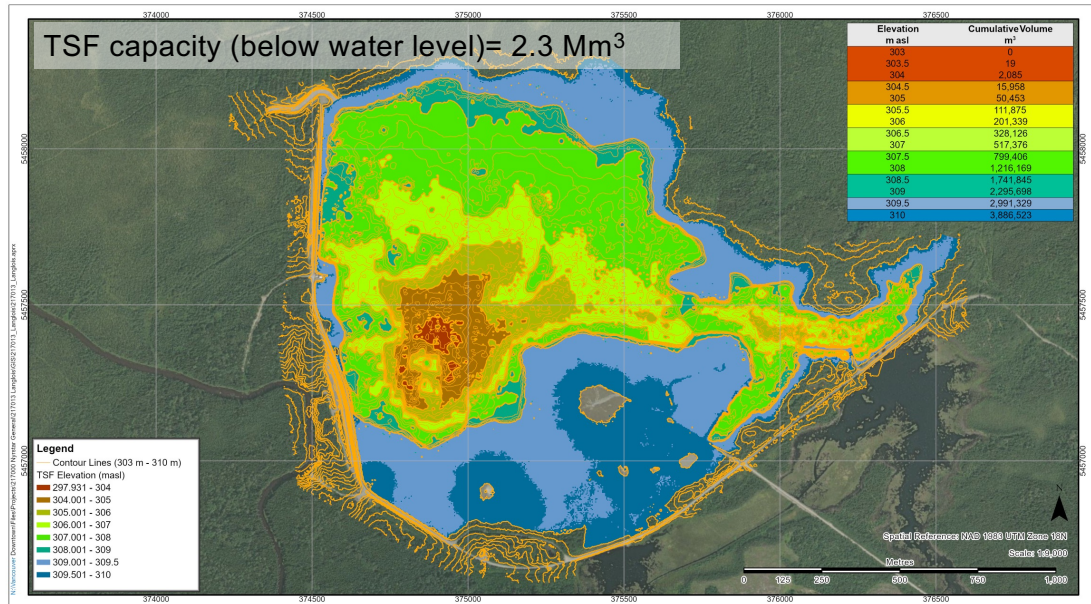 374000 374500 375000 375500 376000 376500
TSF capacity (below water level)= 2.3 Mm³
Elevation Cumulative Volume
m asl m³
303 0
303.5 19
304 2,085
304.5 15,958
305 50,453
305.5 111,875
306 201,339
306.5 328,126
307 517,376
307.5 799,406
308 1,216,169
308.5 1,741,845
309 2,295,698
309.5 2,991,329
310 3,886,523
5458000 5458000
5457500 5457500
5457000 5457000
Legend
Contour Lines (303 m - 310 m)
TSF Elevation (masl)
297.931 - 304
304.001 - 305
305.001 - 306
306.001 - 307
307.001 - 308
308.001 - 309
309.001 - 309.5
309.501 - 310
N
Spatial Reference: NAD 1983 UTM Zone 18N
Scale: 1:9,000
Metres
0 125 250 500 750 1,000
374000 374500 375000 375500 376000 376500